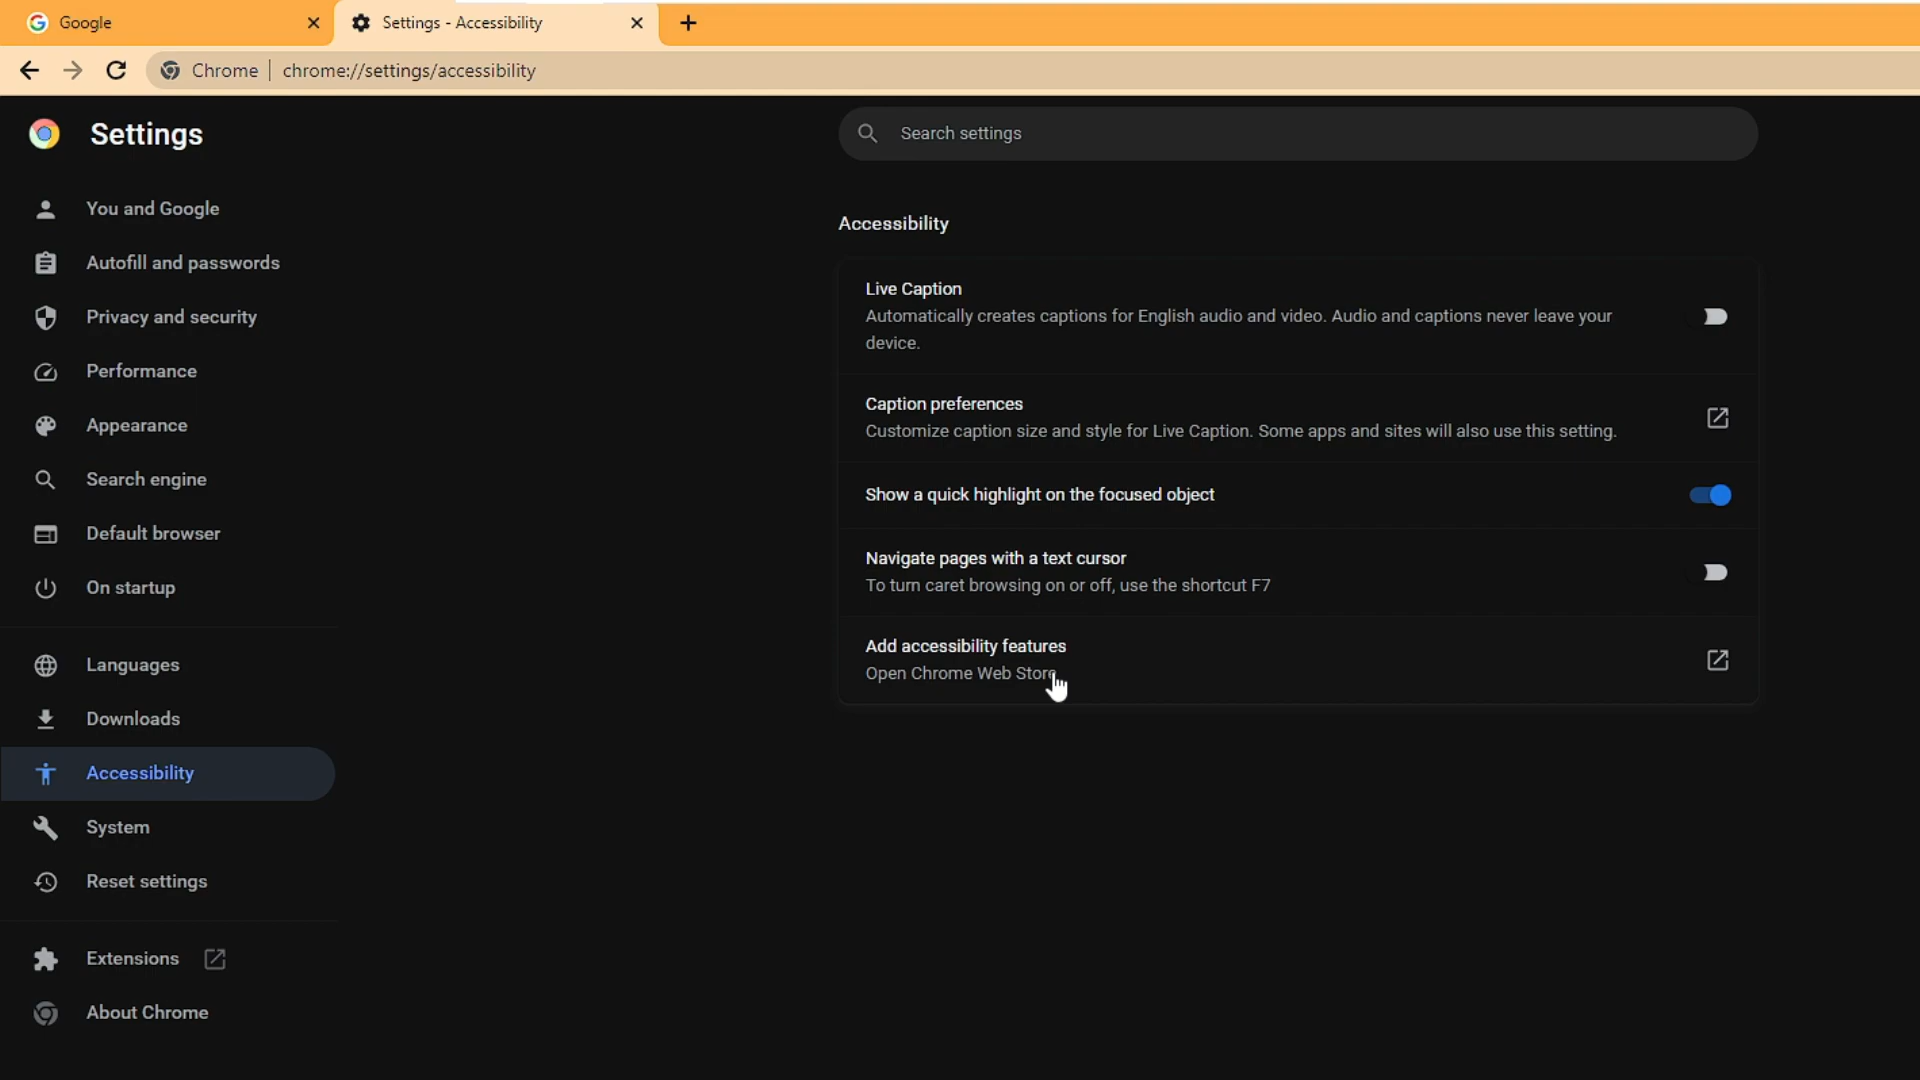 Google
Settings - Accessibility
Chrome
chrome://settings/accessibility
Settings
Search settings
You and Google
Autofill and passwords
Privacy and security
Performance
Appearance
Search engine
Default browser
On startup
Languages
Downloads
Accessibility
System
Reset settings
Extensions
About Chrome
Accessibility
Live Caption
Automatically creates captions for English audio and video. Audio and captions never leave your
device.
Caption preferences
Customize caption size and style for Live Caption. Some apps and sites will also use this setting.
Show a quick highlight on the focused object
Navigate pages with a text cursor
To turn caret browsing on or off, use the shortcut F7
Add accessibility features
Open Chrome Web Store